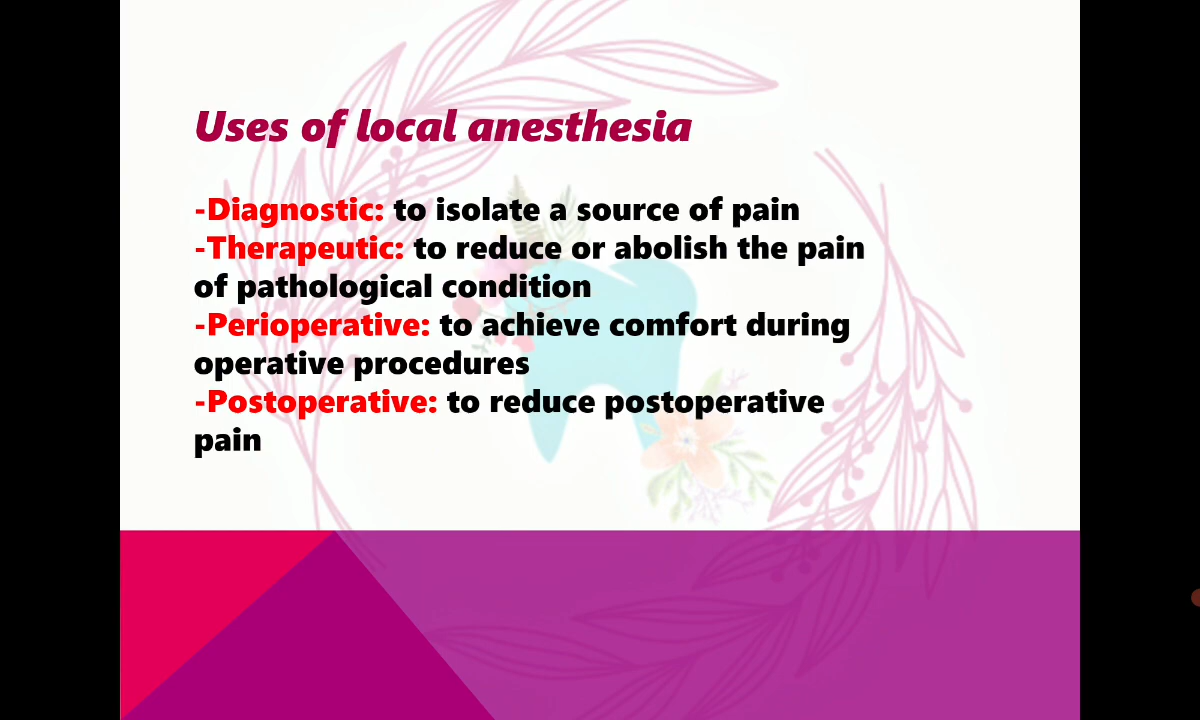 Uses of local anesthesia
-Diagnostic: to isolate a source of pain
-Therapeutic: to reduce or abolish the pain
of pathological condition
-Perioperative: to achieve comfort during
operative procedures
-Postoperative: to reduce postoperative
pain